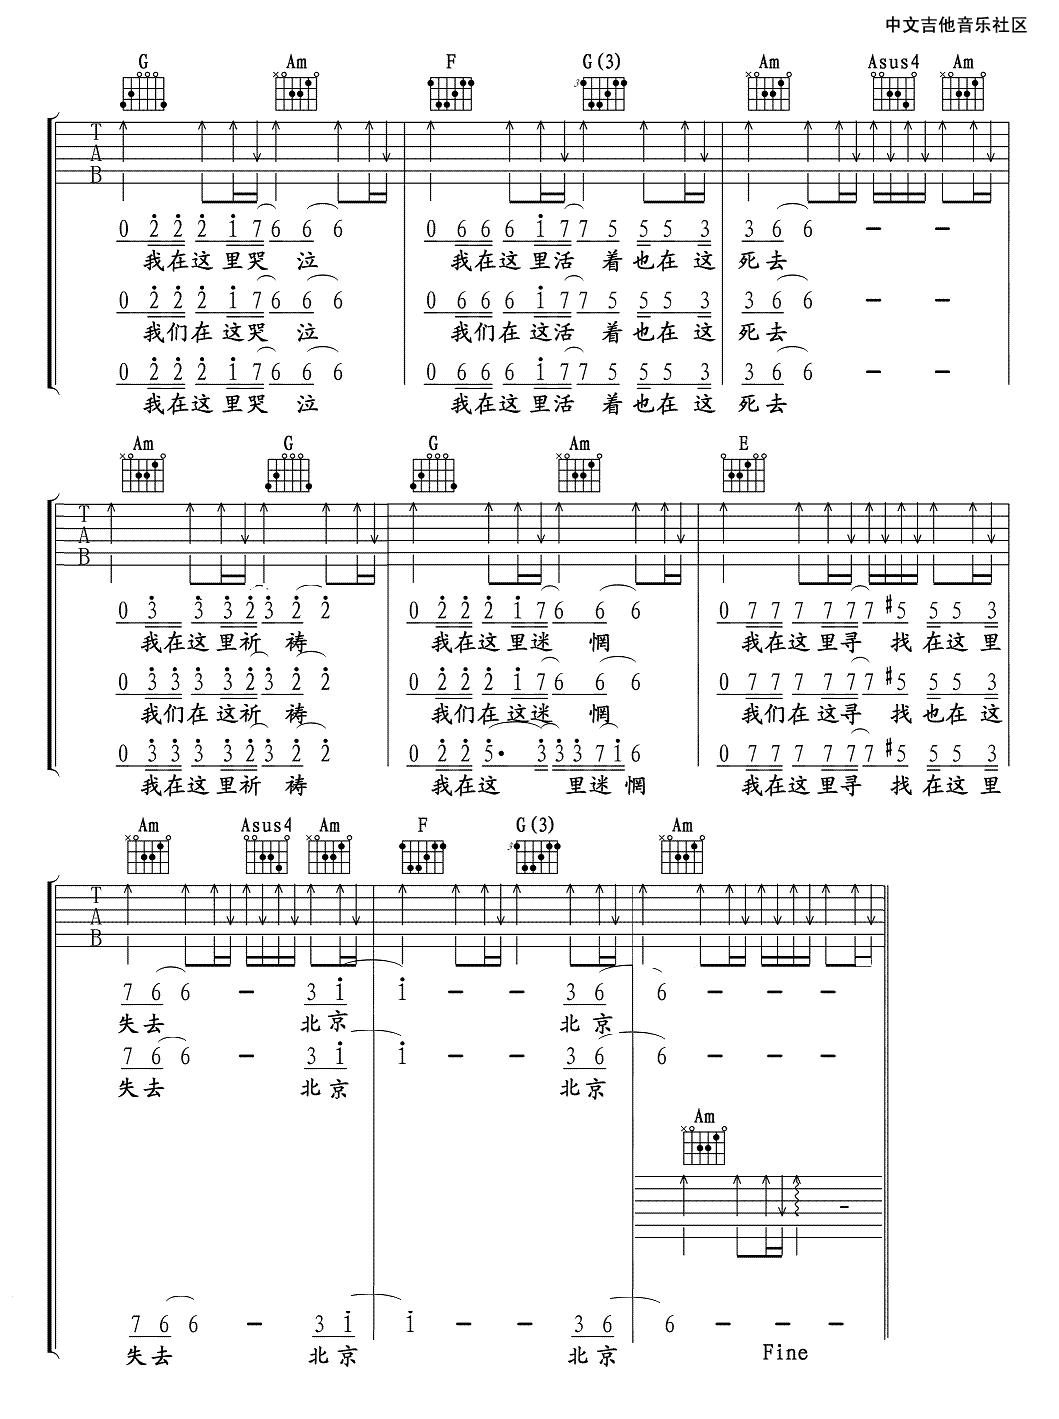 中文吉他音乐社区
G Am F G(3) Am Asus4 Am
T
A
B
0 2 2 2 1 7 6 6 6 0 6 6 6 1 7 7 5 5 5 3 3 6 6 - -
我在这里哭 泣 我在这里活 着也在这 死去
0 2 2 2 1 7 6 6 6 0 6 6 6 1 7 7 5 5 5 3 3 6 6 - -
我们在这哭 泣 我们在这活 着也在这 死去
0 2 2 2 1 7 6 6 6 0 6 6 6 1 7 7 5 5 5 3 3 6 6 - -
我在这里哭 泣 我在这里活 着也在这 死去
Am G G Am E
T
A
B
0 3 3 3 2 3 2 2 0 2 2 2 1 7 6 6 6 0 7 7 7 7 7 7 #5 5 5 3
我在这里祈 祷 我在这里迷 惘 我在这里寻 找在这里
0 3 3 3 3 2 3 2 2 0 2 2 2 1 7 6 6 6 0 7 7 7 7 7 7 #5 5 5 3
我们在这祈 祷 我们在这迷 惘 我们在这寻 找也在这
0 3 3 3 3 2 3 2 2 0 2 2 5· 3 3 3 7 1 6 0 7 7 7 7 7 7 #5 5 5 3
我在这里祈 祷 我在这 里迷 惘 我在这里寻 找在这里
Am Asus4 Am F G(3) Am
T
A
B
7 6 6 - 3 1 1 - - 3 6 6 - - -
失去 北京 北京
7 6 6 - 3 1 1 - - 3 6 6 - - -
失去 北京 北京
Am
7 6 6 - 3 1 1 - - 3 6 6 - - -
失去 北京 北京 Fine